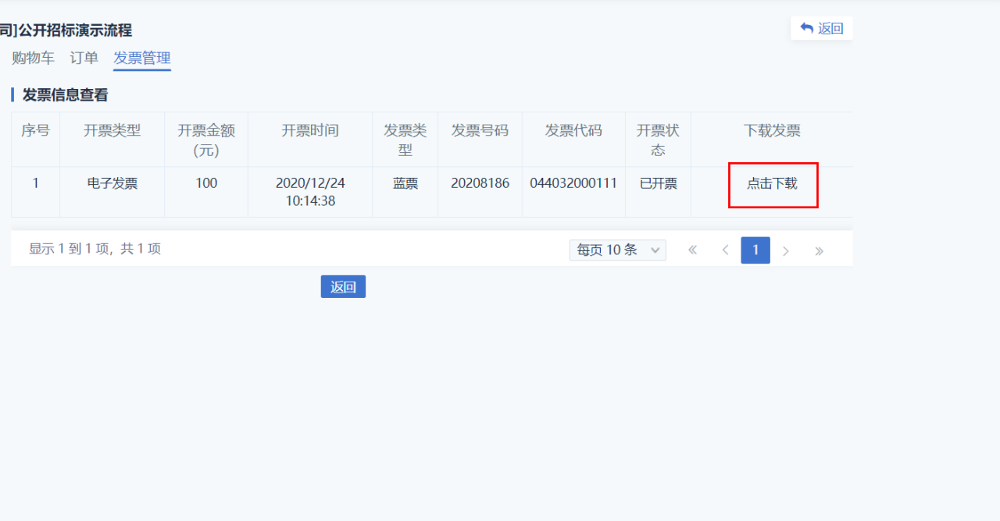 司]公开招标演示流程
返回
购物车 订单 发票管理
发票信息查看
序号 开票类型 开票金额(元) 开票时间 发票类型 发票号码 发票代码 开票状态 下载发票
1 电子发票 100 2020/12/24 10:14:38 蓝票 20208186 044032000111 已开票 点击下载
显示 1 到 1 项，共 1 项 每页 10 条 « < 1 > »
返回